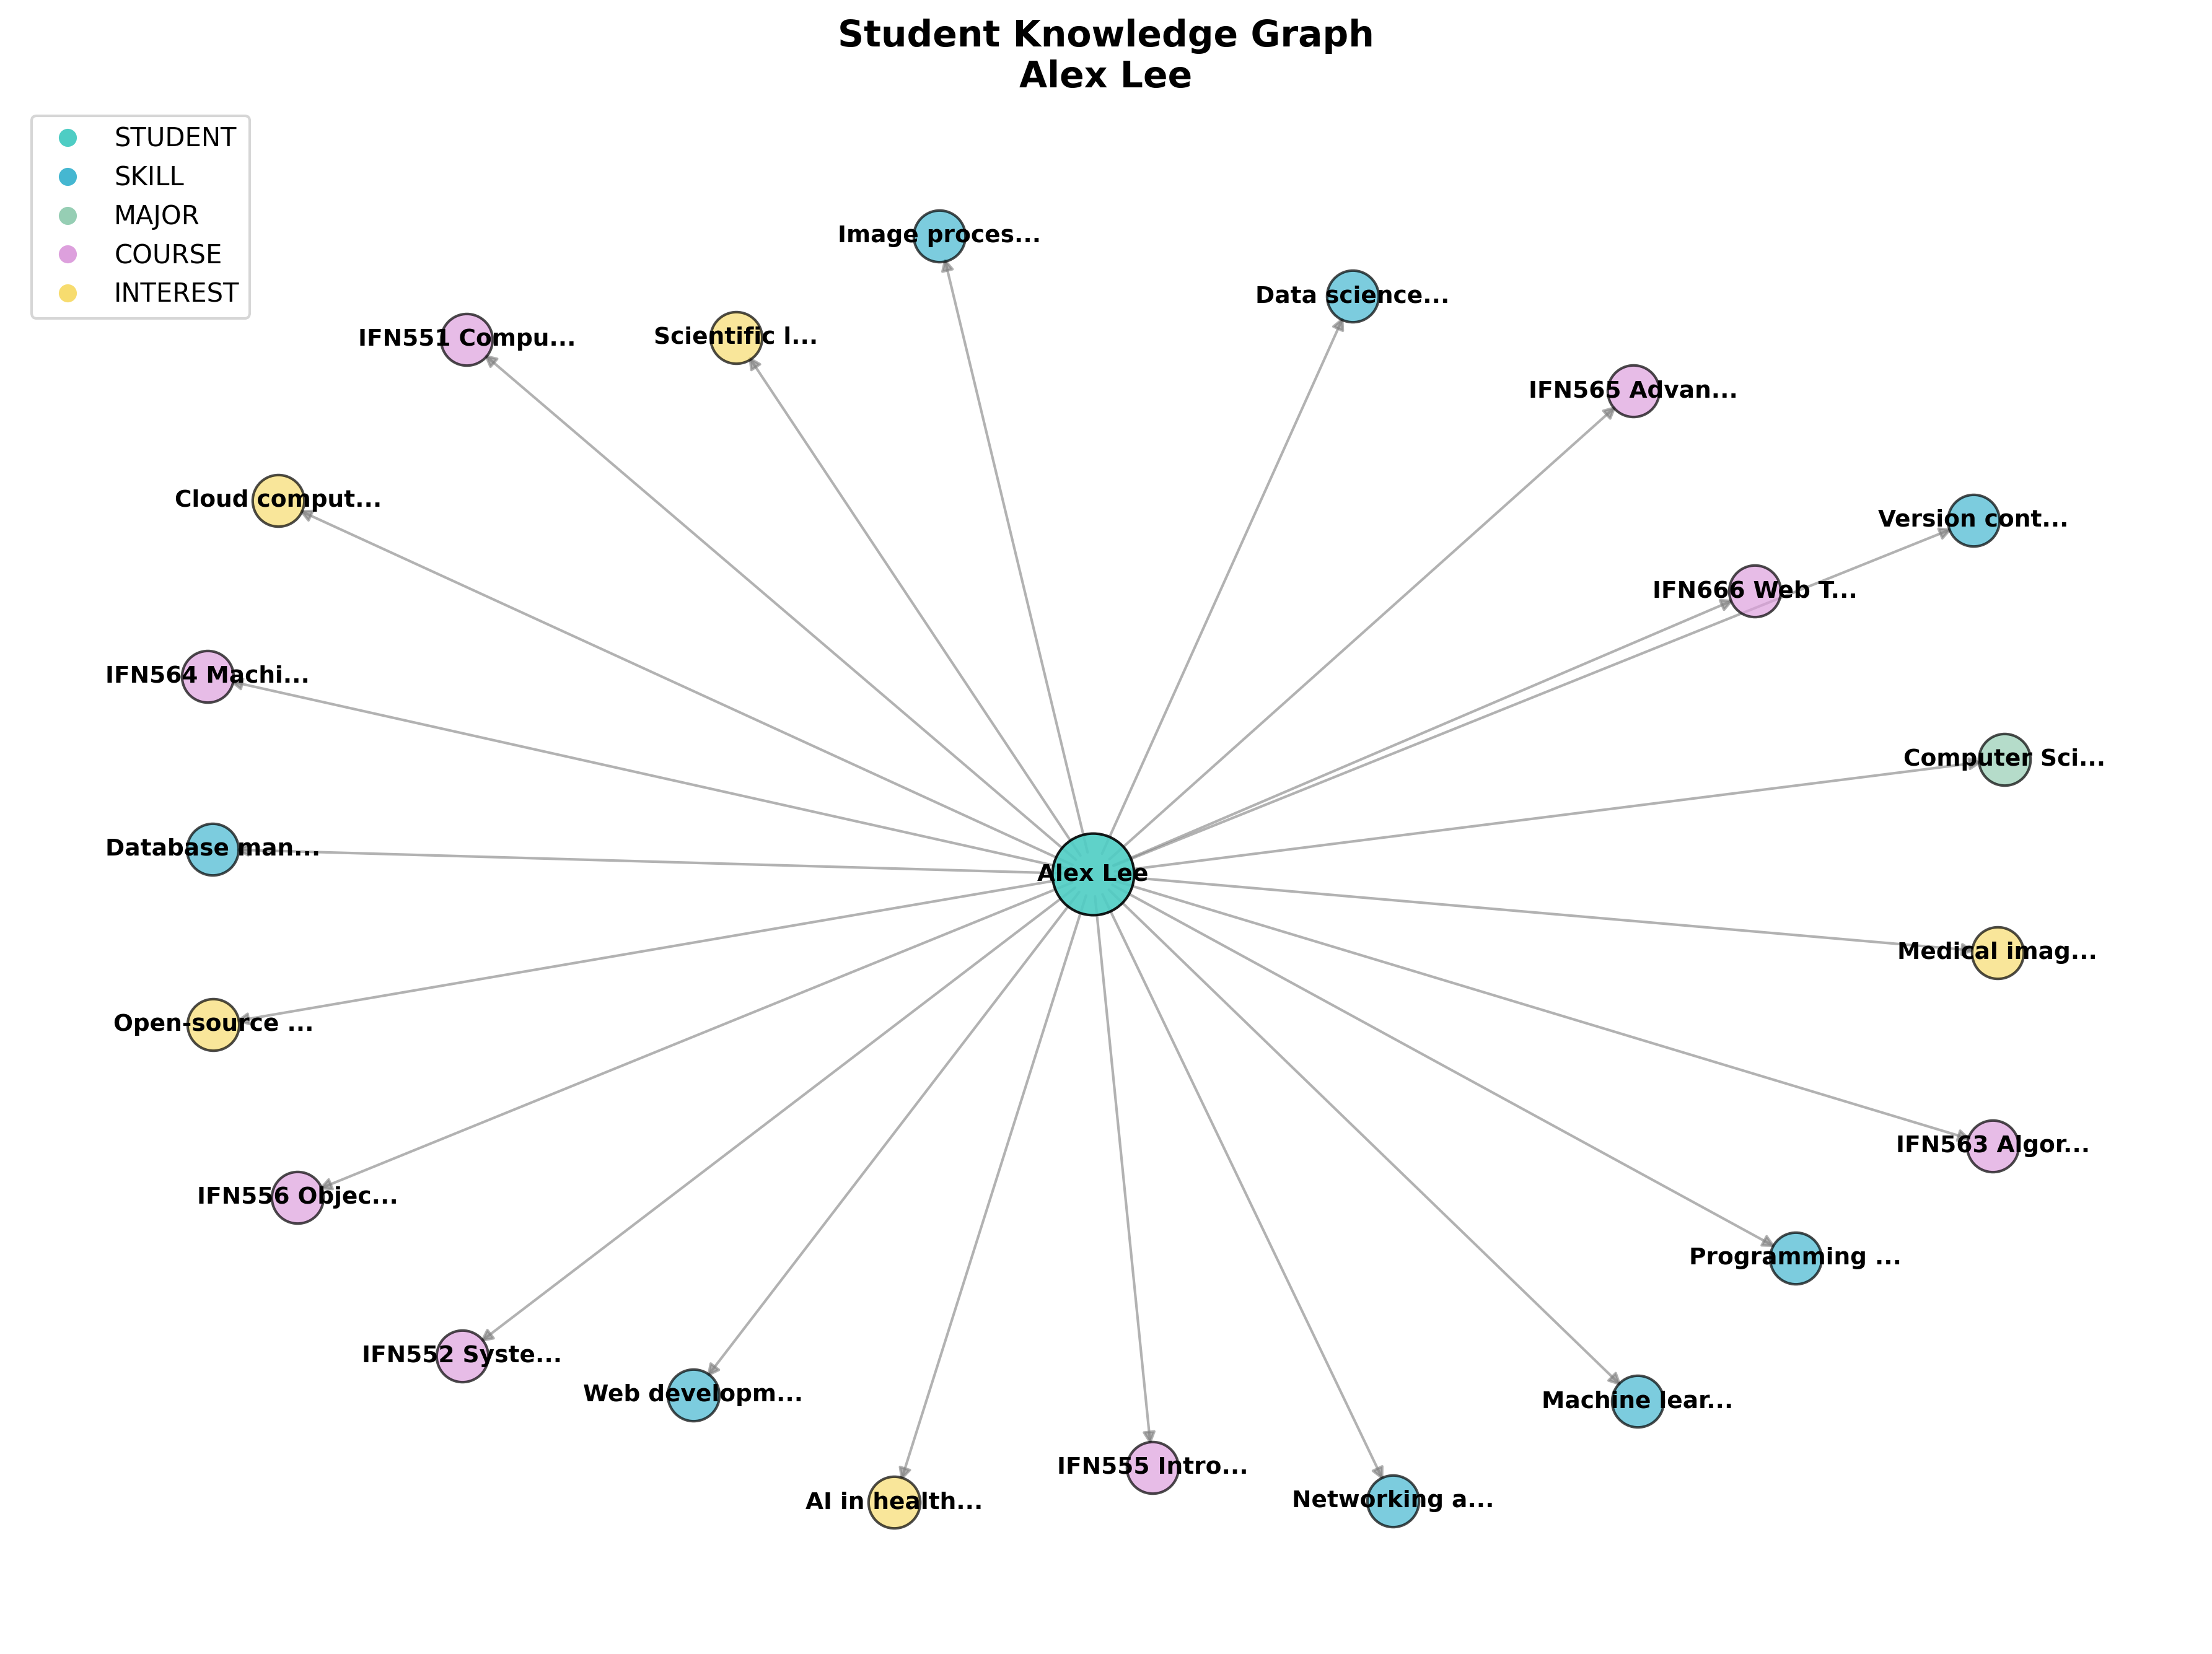 Student Knowledge Graph
Alex Lee
STUDENT
SKILL
MAJOR
COURSE
INTEREST
Image proces...
Data science...
Scientific l...
IFN551 Compu...
IFN565 Advan...
Cloud comput...
Version cont...
IFN666 Web T...
IFN564 Machi...
Computer Sci...
Database man...
Alex Lee
Medical imag...
Open-source ...
IFN563 Algor...
IFN556 Objec...
Programming ...
IFN552 Syste...
Web developm...
Machine lear...
IFN555 Intro...
AI in health...
Networking a...